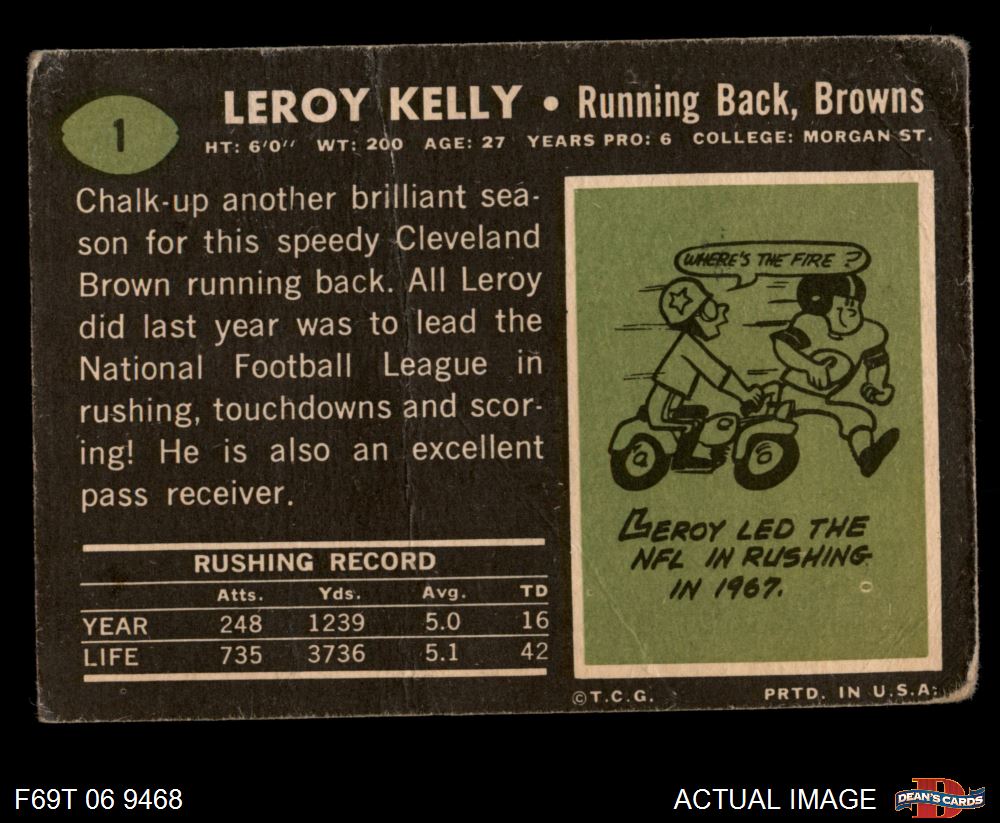 1
LEROY KELLY • Running Back, Browns
HT: 6'0'' WT: 200 AGE: 27 YEARS PRO: 6 COLLEGE: MORGAN ST.
Chalk-up another brilliant sea-
son for this speedy Cleveland
Brown running back. All Leroy
did last year was to lead the
National Football League in
rushing, touchdowns and scor-
ing! He is also an excellent
pass receiver.
RUSHING RECORD
Atts. Yds. Avg. TD
YEAR 248 1239 5.0 16
LIFE 735 3736 5.1 42
WHERE'S THE FIRE ?
LEROY LED THE
NFL IN RUSHING
IN 1967.
©T.C.G. PRTD. IN U.S.A.
F69T 06 9468
ACTUAL IMAGE
D
DEAN'S CARDS